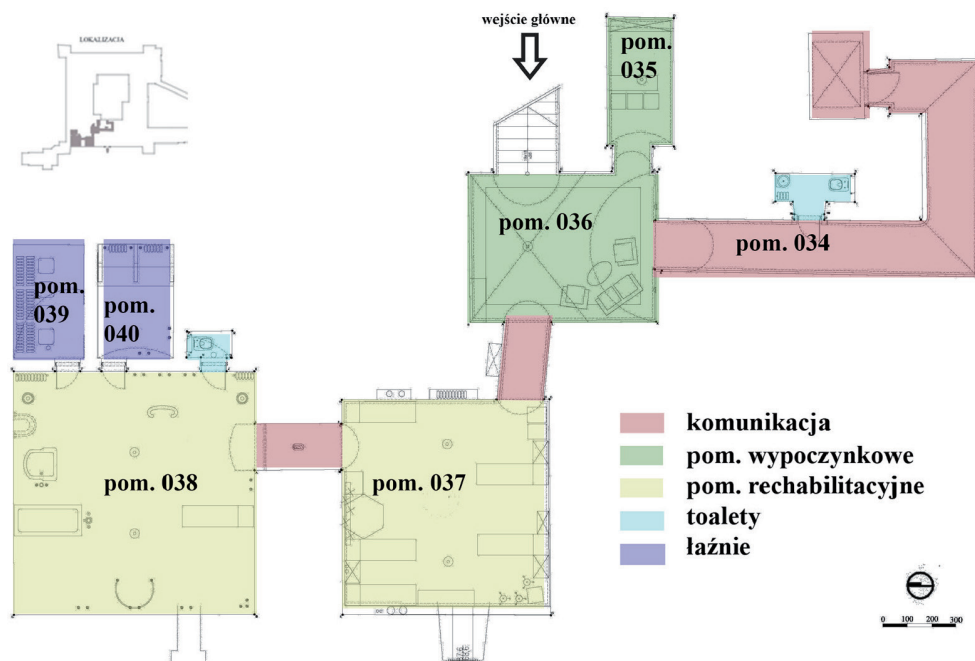 LOKALIZACJA
wejście główne
pom.
035
pom. 036
pom. 034
pom.
039
pom.
040
pom. 038
pom. 037
komunikacja
pom. wypoczynkowe
pom. rechabilitacyjne
toalety
łaźnie
0 100 200 300